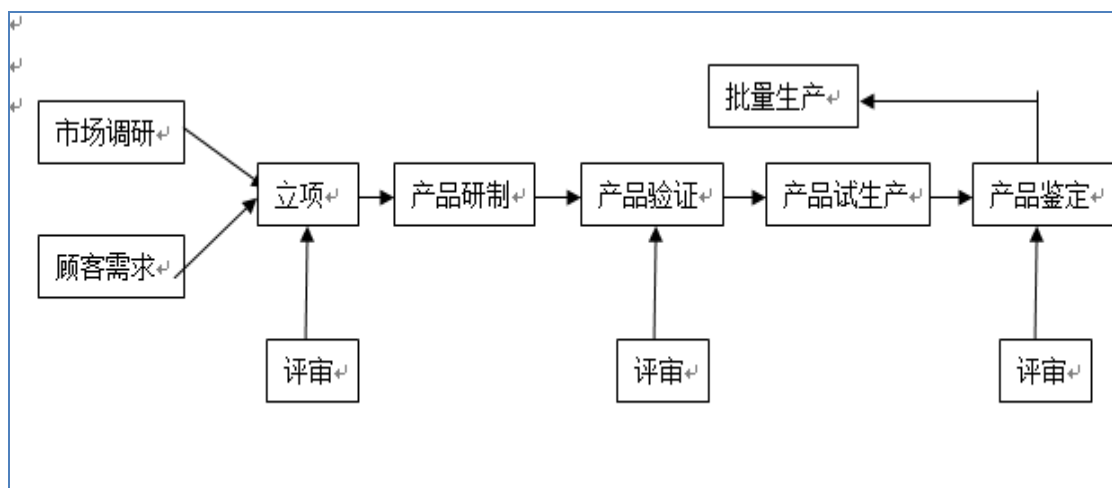 批量生产
市场调研
立项
产品研制
产品验证
产品试生产
产品鉴定
顾客需求
评审
评审
评审